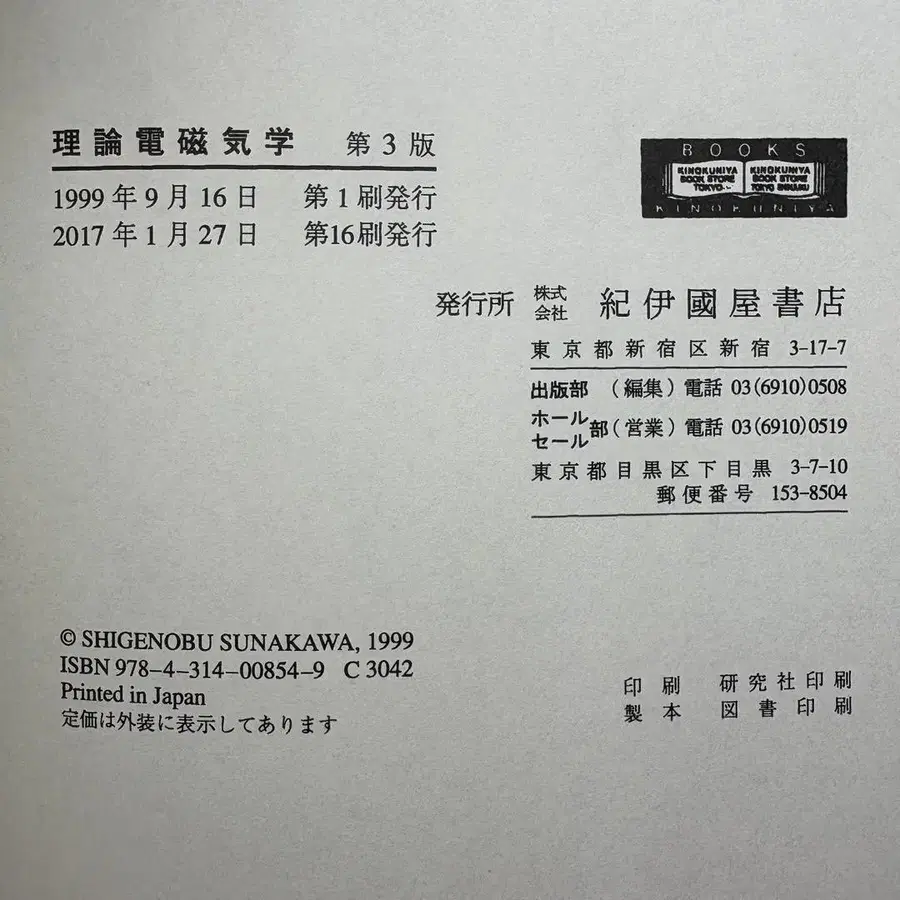 理論電磁気学 第3版
1999年9月16日 第1刷発行
2017年1月27日 第16刷発行
BOOKS
KINOKUNIYA BOOK STORE TOKYO
KINOKUNIYA BOOK STORE TOKYO SHINJUKU
KINOKUNIYA
発行所 株式会社 紀伊國屋書店
東京都新宿区新宿 3-17-7
出版部 (編集) 電話 03(6910)0508
ホールセール部(営業) 電話 03(6910)0519
東京都目黒区下目黒 3-7-10
郵便番号 153-8504
© SHIGENOBU SUNAKAWA, 1999
ISBN 978-4-314-00854-9 C 3042
Printed in Japan
定価は外装に表示してあります
印刷 研究社印刷
製本 図書印刷